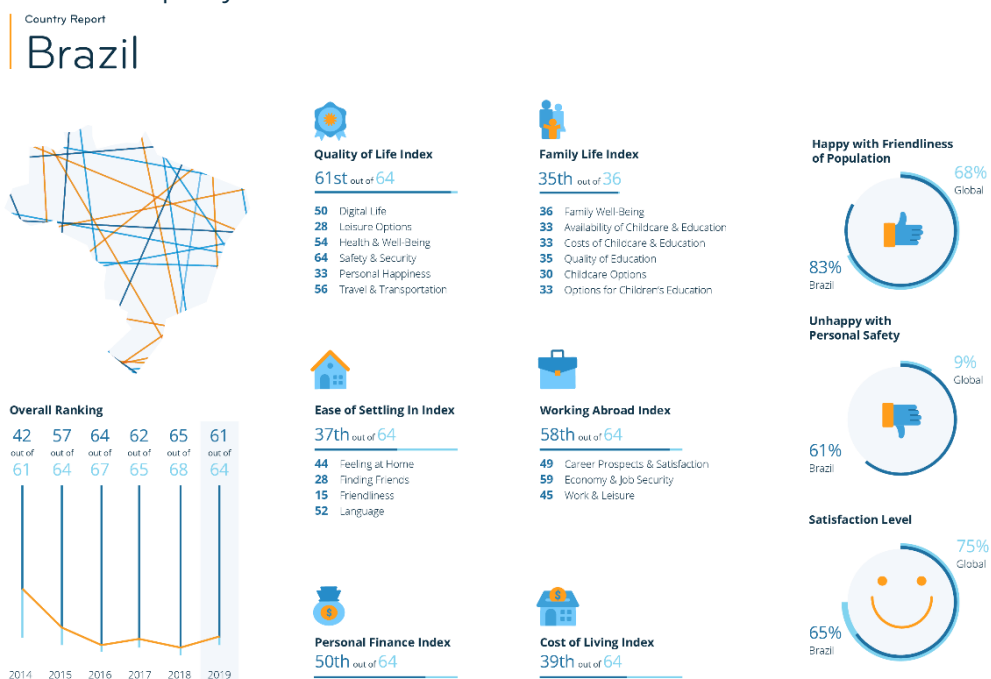 Country Report
Brazil
Quality of Life Index
61st out of 64
50 Digital Life
28 Leisure Options
54 Health & Well-Being
64 Safety & Security
33 Personal Happiness
56 Travel & Transportation
Family Life Index
35th out of 36
36 Family Well-Being
33 Availability of Childcare & Education
33 Costs of Childcare & Education
35 Quality of Education
30 Childcare Options
33 Options for Children's Education
Happy with Friendliness
of Population
68%
Global
83%
Brazil
Unhappy with
Personal Safety
9%
Global
61%
Brazil
Satisfaction Level
75%
Global
65%
Brazil
Overall Ranking
42 57 64 62 65 61
out of out of out of out of out of out of
61 64 67 65 68 64
2014 2015 2016 2017 2018 2019
Ease of Settling In Index
37th out of 64
44 Feeling at Home
28 Finding Friends
15 Friendliness
52 Language
Working Abroad Index
58th out of 64
49 Career Prospects & Satisfaction
59 Economy & Job Security
45 Work & Leisure
Personal Finance Index
50th out of 64
Cost of Living Index
39th out of 64